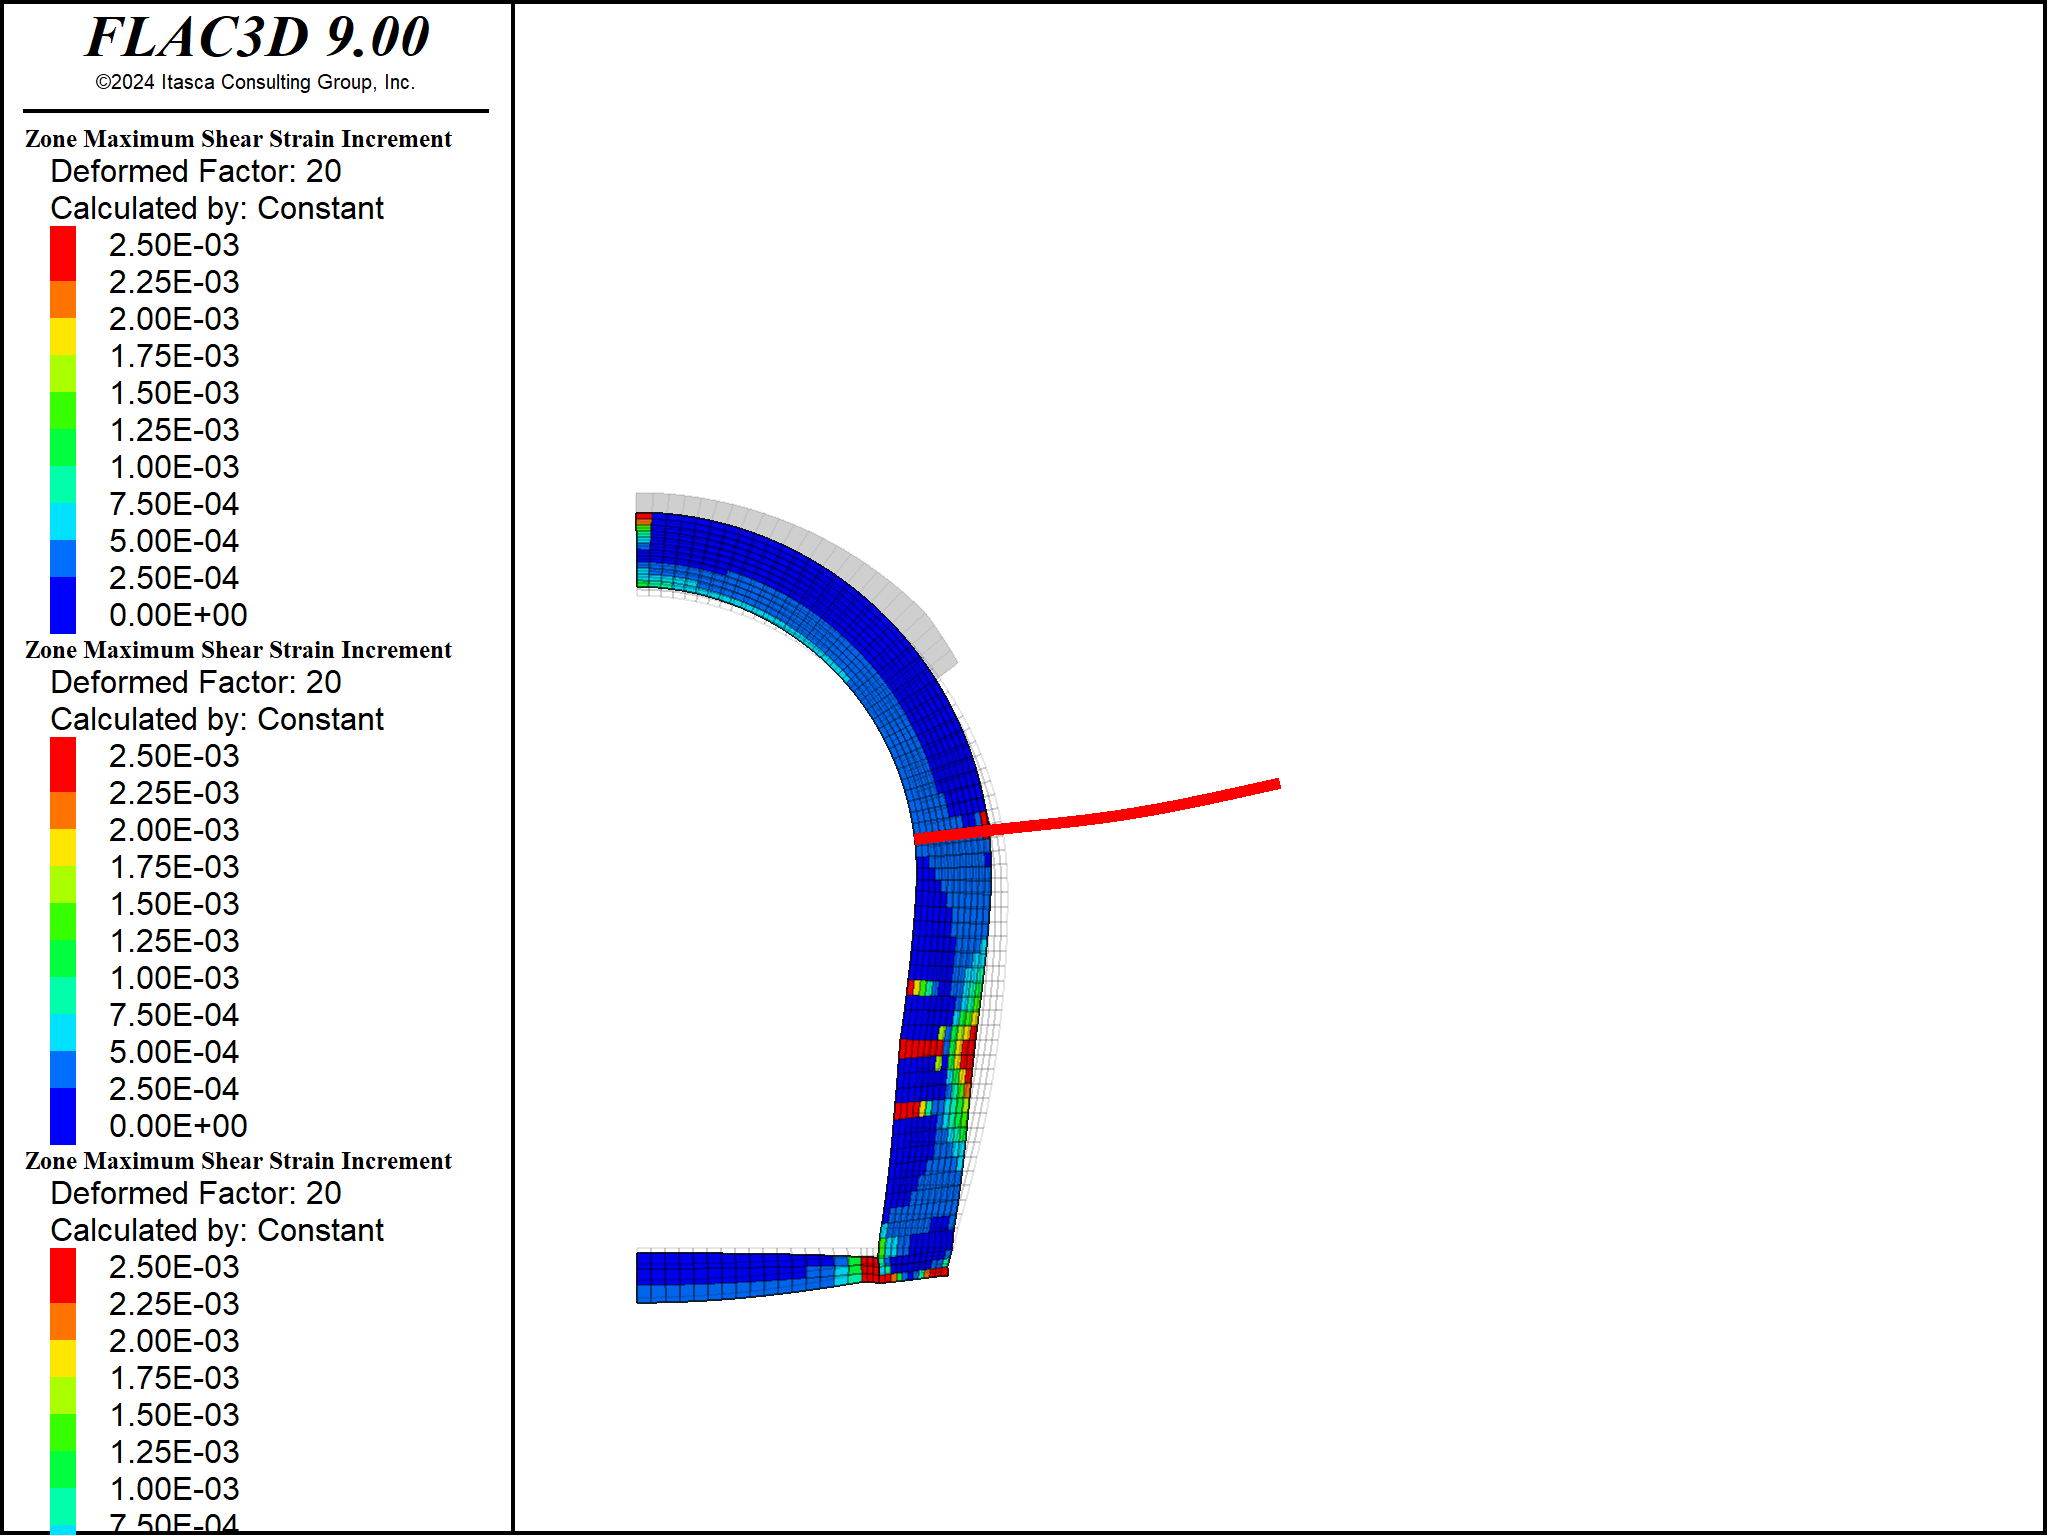 FLAC3D 9.00
©2024 Itasca Consulting Group, Inc.
Zone Maximum Shear Strain Increment
Deformed Factor: 20
Calculated by: Constant
2.50E-03
2.25E-03
2.00E-03
1.75E-03
1.50E-03
1.25E-03
1.00E-03
7.50E-04
5.00E-04
2.50E-04
0.00E+00
Zone Maximum Shear Strain Increment
Deformed Factor: 20
Calculated by: Constant
2.50E-03
2.25E-03
2.00E-03
1.75E-03
1.50E-03
1.25E-03
1.00E-03
7.50E-04
5.00E-04
2.50E-04
0.00E+00
Zone Maximum Shear Strain Increment
Deformed Factor: 20
Calculated by: Constant
2.50E-03
2.25E-03
2.00E-03
1.75E-03
1.50E-03
1.25E-03
1.00E-03
7.50E-04